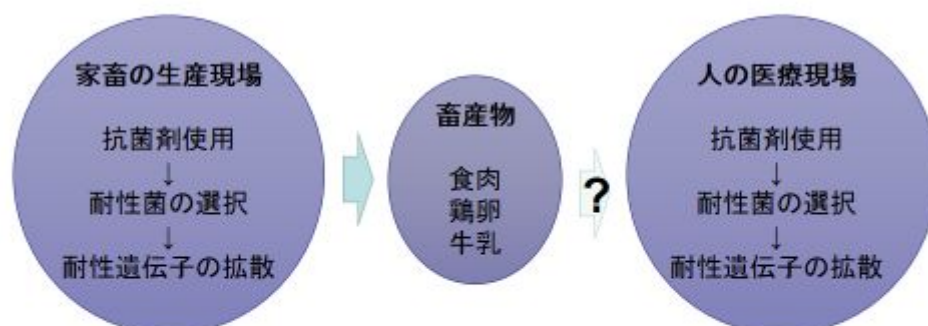 家畜の生産現場
抗菌剤使用
↓
耐性菌の選択
↓
耐性遺伝子の拡散
畜産物
食肉
鶏卵
牛乳
?
人の医療現場
抗菌剤使用
↓
耐性菌の選択
↓
耐性遺伝子の拡散